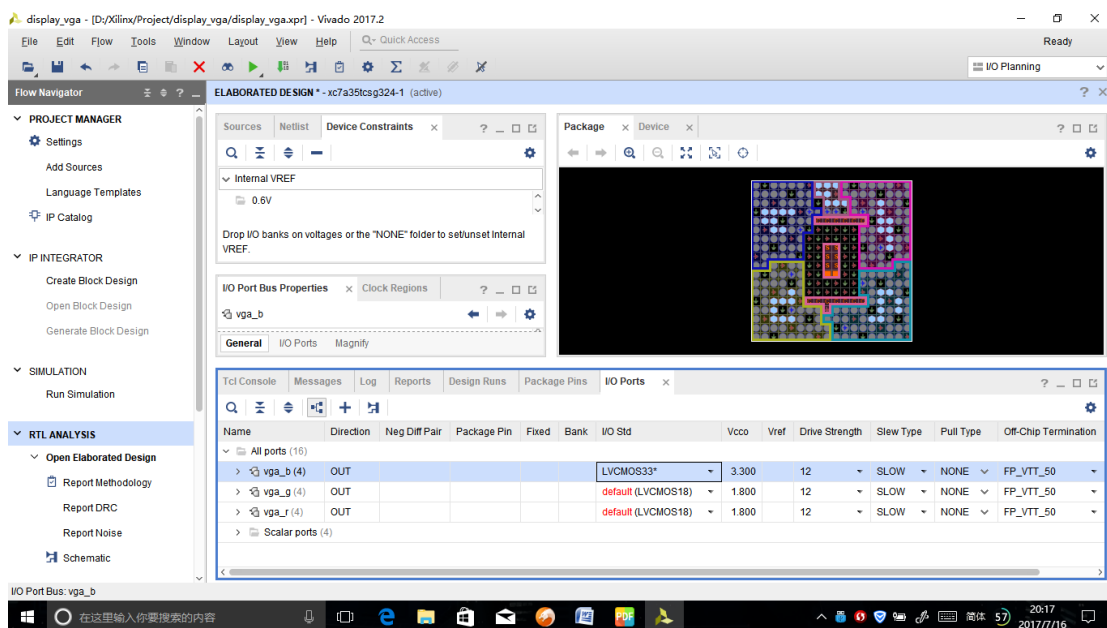 display_vga - [D:/Xilinx/Project/display_vga/display_vga.xpr] - Vivado 2017.2
File Edit Flow Tools Window Layout View Help Quick Access Ready
I/O Planning
Flow Navigator
ELABORATED DESIGN * - xc7a35tcsg324-1 (active)
PROJECT MANAGER
Settings
Add Sources
Language Templates
IP Catalog
IP INTEGRATOR
Create Block Design
Open Block Design
Generate Block Design
SIMULATION
Run Simulation
RTL ANALYSIS
Open Elaborated Design
Report Methodology
Report DRC
Report Noise
Schematic
Sources Netlist Device Constraints
Internal VREF
0.6V
Drop I/O banks on voltages or the "NONE" folder to set/unset Internal
VREF.
I/O Port Bus Properties Clock Regions
vga_b
General I/O Ports Magnify
Package Device
Tcl Console Messages Log Reports Design Runs Package Pins I/O Ports
Name Direction Neg Diff Pair Package Pin Fixed Bank I/O Std Vcco Vref Drive Strength Slew Type Pull Type Off-Chip Termination
All ports (16)
vga_b (4) OUT LVCMOS33* 3.300 12 SLOW NONE FP_VTT_50
vga_g (4) OUT default (LVCMOS18) 1.800 12 SLOW NONE FP_VTT_50
vga_r (4) OUT default (LVCMOS18) 1.800 12 SLOW NONE FP_VTT_50
Scalar ports (4)
I/O Port Bus: vga_b
在这里输入你要搜索的内容
PDF
简体
57
20:17
2017/7/16